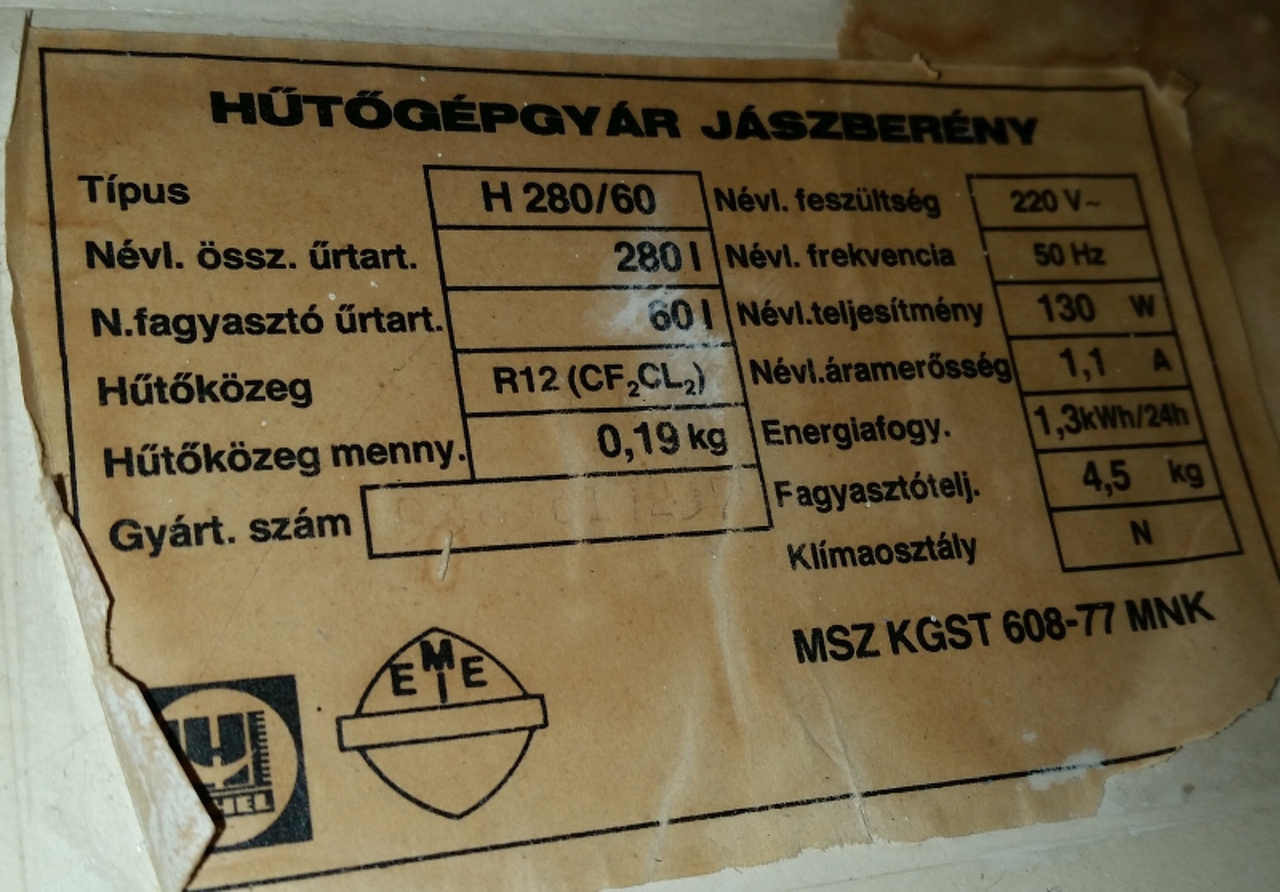 HŰTŐGÉPGYÁR JÁSZBERÉNY
Típus H 280/60 Névl. feszültség 220 V~
Névl. össz. űrtart. 280 l Névl. frekvencia 50 Hz
N.fagyasztó űrtart. 60 l Névl.teljesítmény 130 W
Hűtőközeg R12 (CF₂CL₂) Névl.áramerősség 1,1 A
Hűtőközeg menny. 0,19 kg Energiafogy. 1,3kWh/24h
Gyárt. szám Fagyasztótelj. 4,5 kg
Klímaosztály N
MSZ KGST 608-77 MNK
EMEI